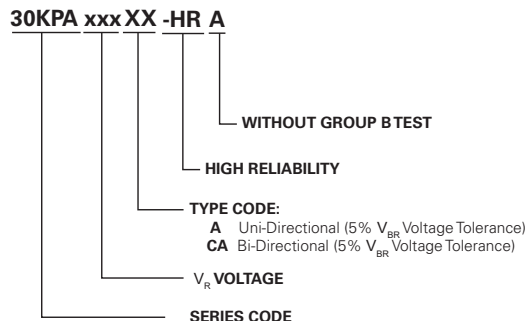 30KPA xxx XX -HR A
WITHOUT GROUP B TEST
HIGH RELIABILITY
TYPE CODE:
A Uni-Directional (5% VBR Voltage Tolerance)
CA Bi-Directional (5% VBR Voltage Tolerance)
VR VOLTAGE
SERIES CODE